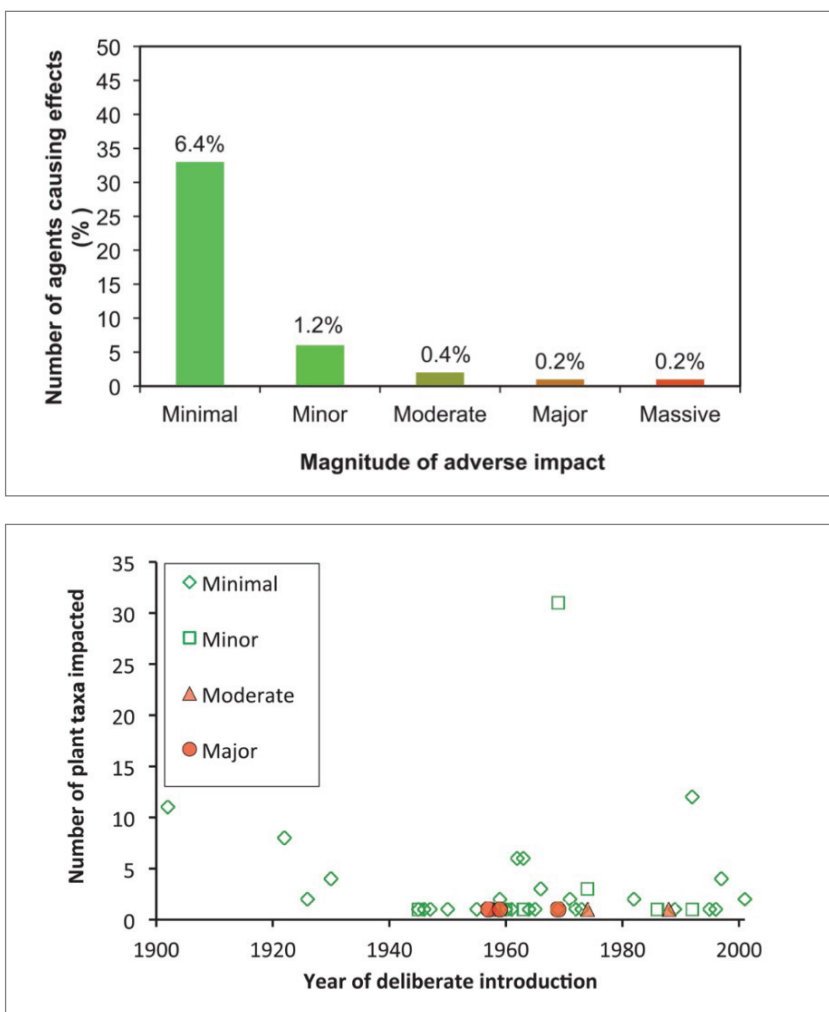 50
45
40
35
30
25
20
15
10
5
0
Number of agents causing effects
(% )
6.4%
1.2%
0.4%
0.2%
0.2%
Minimal
Minor
Moderate
Major
Massive
Magnitude of adverse impact
35
30
25
20
15
10
5
0
Number of plant taxa impacted
Minimal
Minor
Moderate
Major
1900
1920
1940
1960
1980
2000
Year of deliberate introduction